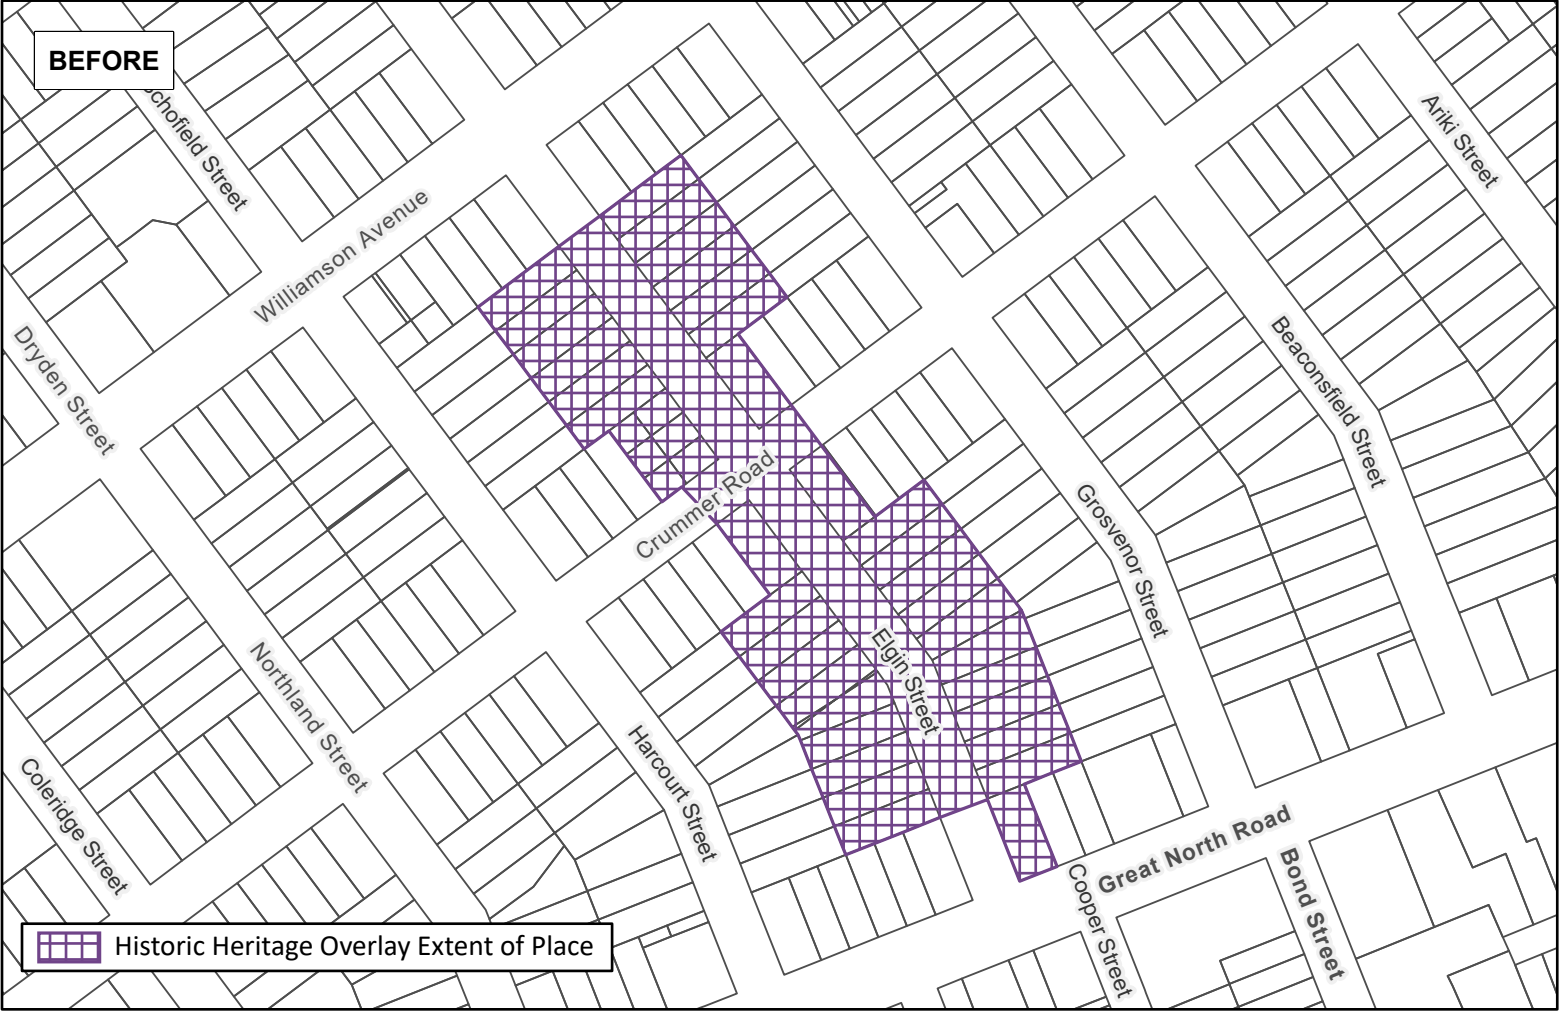 BEFORE
Schofield Street
Ariki Street
Williamson Avenue
Dryden Street
Beaconsfield Street
Crummer Road
Grosvenor Street
Elgin Street
Northland Street
Harcourt Street
Coleridge Street
Great North Road
Bond Street
Cooper Street
Historic Heritage Overlay Extent of Place